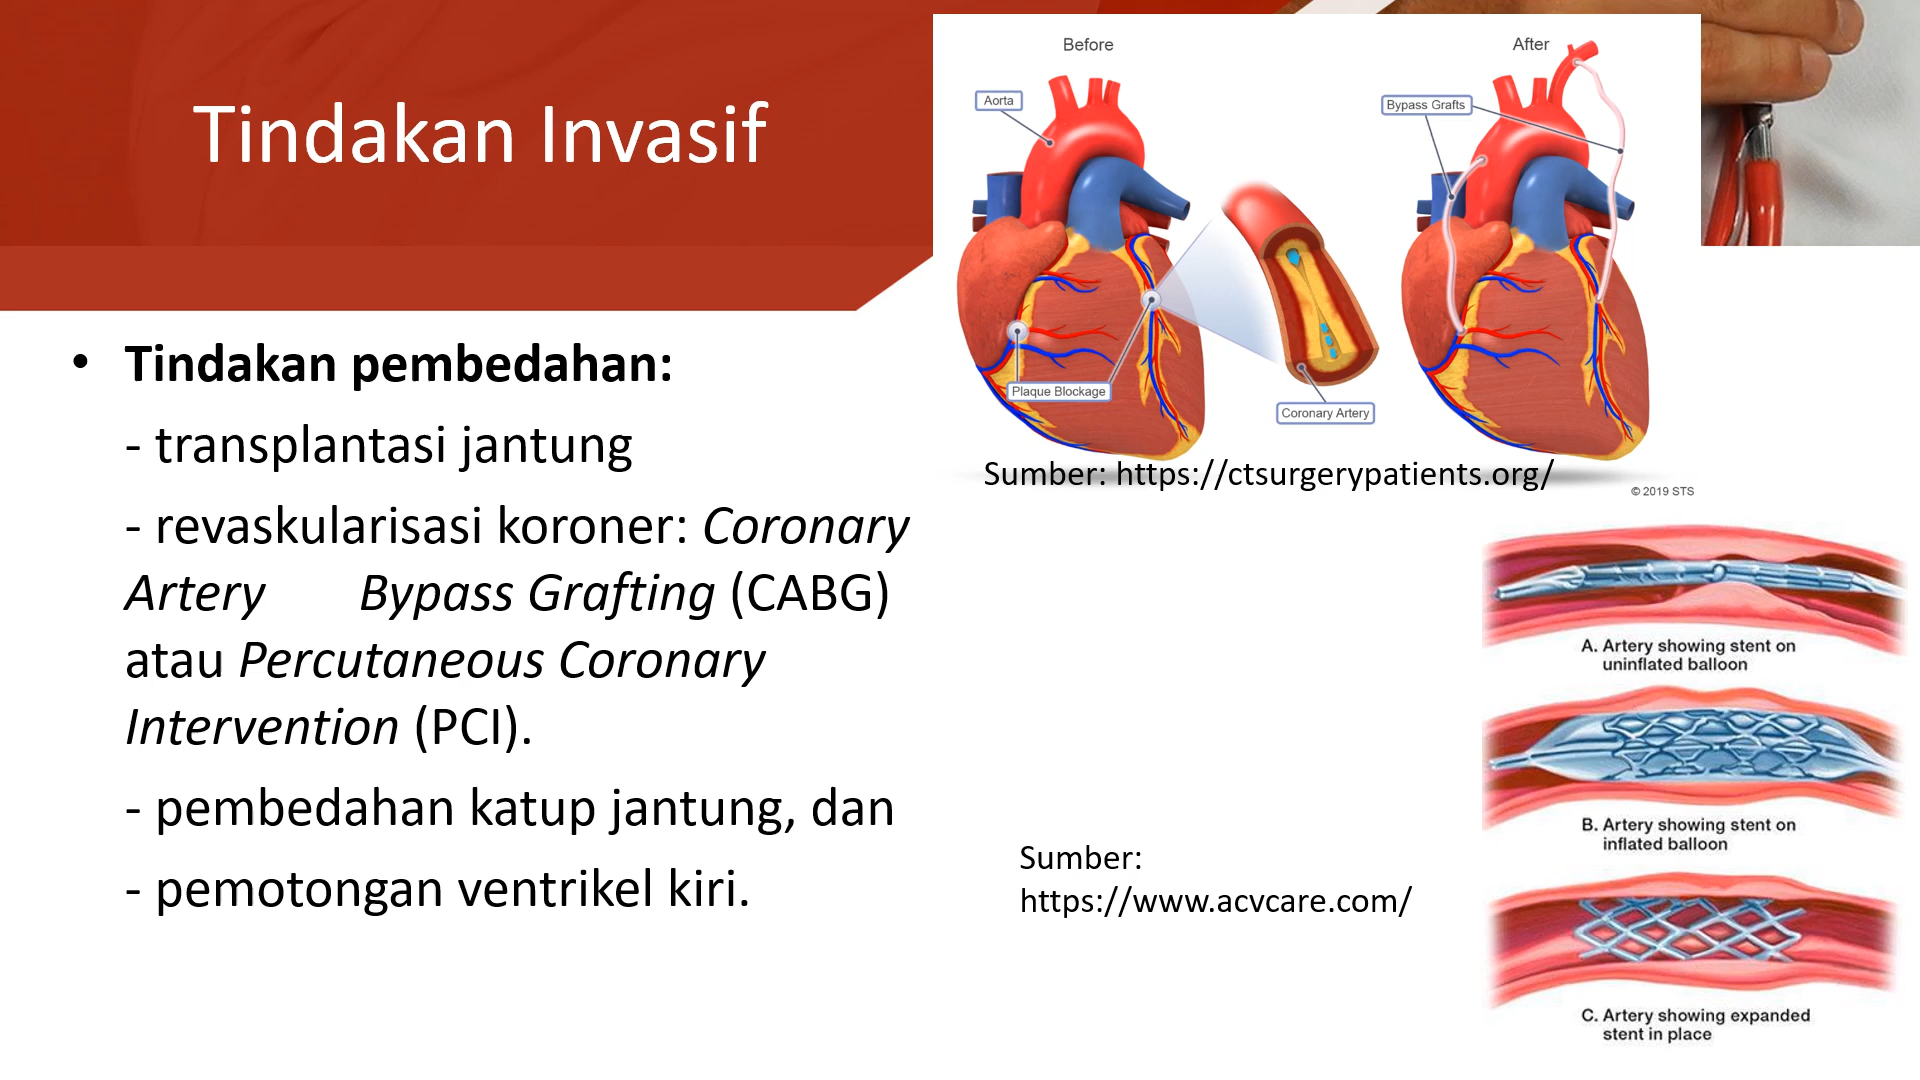 Tindakan Invasif
• Tindakan pembedahan:
- transplantasi jantung
- revaskularisasi koroner: Coronary
Artery Bypass Grafting (CABG)
atau Percutaneous Coronary
Intervention (PCI).
- pembedahan katup jantung, dan
- pemotongan ventrikel kiri.
Before
After
Aorta
Bypass Grafts
Plaque Blockage
Coronary Artery
Sumber: https://ctsurgerypatients.org/
© 2019 STS
A. Artery showing stent on
uninflated balloon
B. Artery showing stent on
inflated balloon
Sumber:
https://www.acvcare.com/
C. Artery showing expanded
stent in place